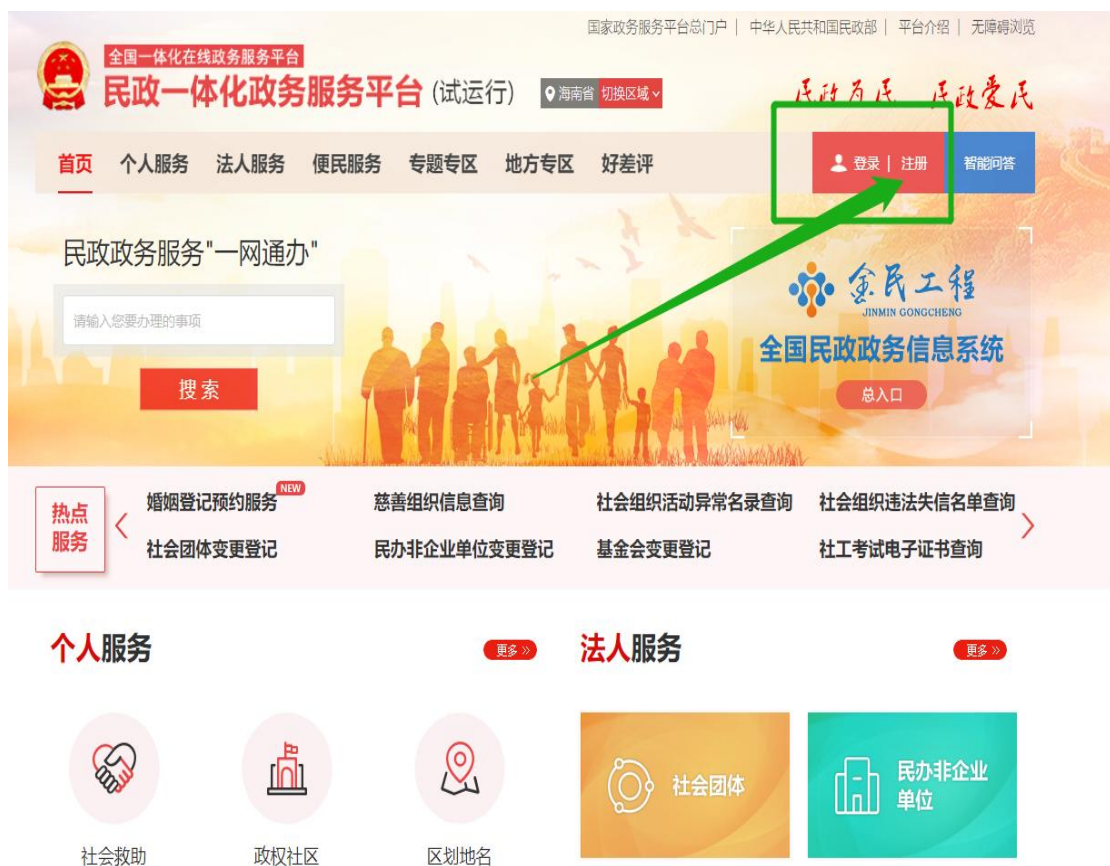 国家政务服务平台总门户 | 中华人民共和国民政部 | 平台介绍 | 无障碍浏览
全国一体化在线政务服务平台
民政一体化政务服务平台 (试运行) 海南省 切换区域
民政为民 民政爱民
首页 个人服务 法人服务 便民服务 专题专区 地方专区 好差评 登录 | 注册 智能问答
民政政务服务"一网通办"
请输入您要办理的事项
搜索
金民工程
JINMIN GONGCHENG
全国民政政务信息系统
总入口
热点服务
婚姻登记预约服务 NEW 慈善组织信息查询 社会组织活动异常名录查询 社会组织违法失信名单查询
社会团体变更登记 民办非企业单位变更登记 基金会变更登记 社工考试电子证书查询
个人服务 更多 》 法人服务 更多 》
社会团体
民办非企业
单位
社会救助 政权社区 区划地名